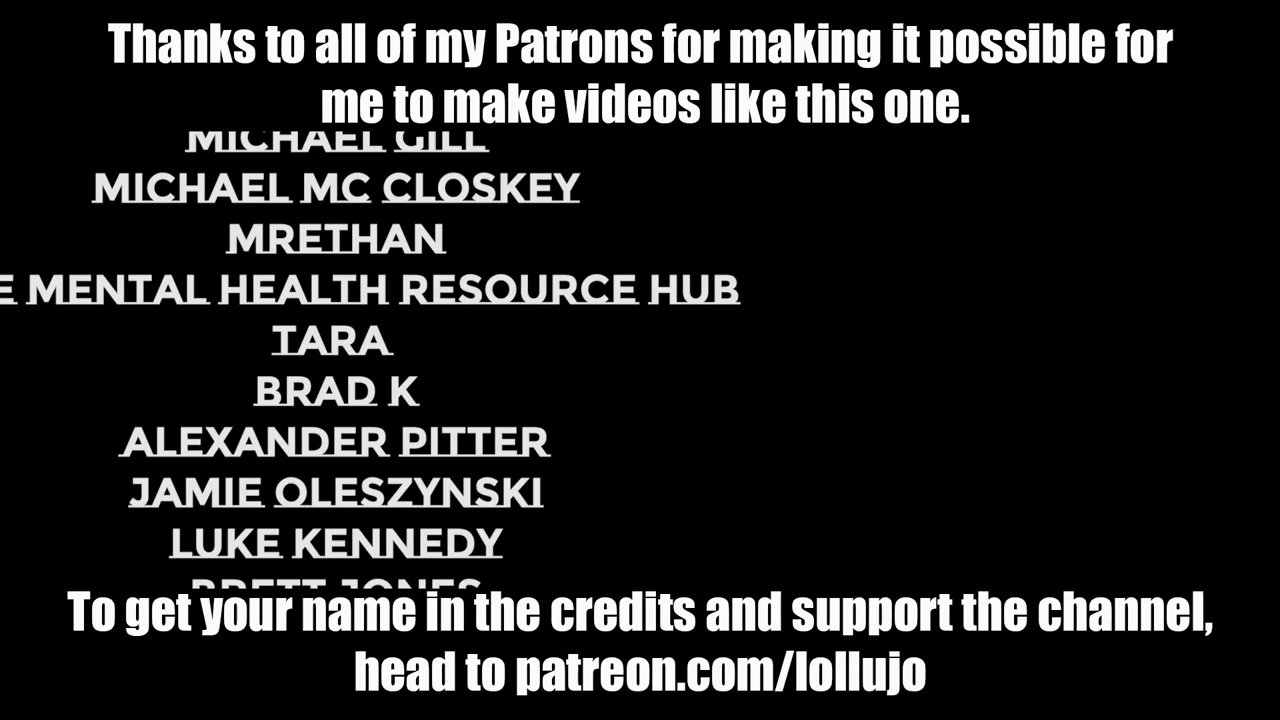 Thanks to all of my Patrons for making it possible for
me to make videos like this one.
MICHAEL GILL
MICHAEL MC CLOSKEY
MRETHAN
MENTAL HEALTH RESOURCE HUB
TARA
BRAD K
ALEXANDER PITTER
JAMIE OLESZYNSKI
LUKE KENNEDY
BRETT JONES
To get your name in the credits and support the channel,
head to patreon.com/lollujo